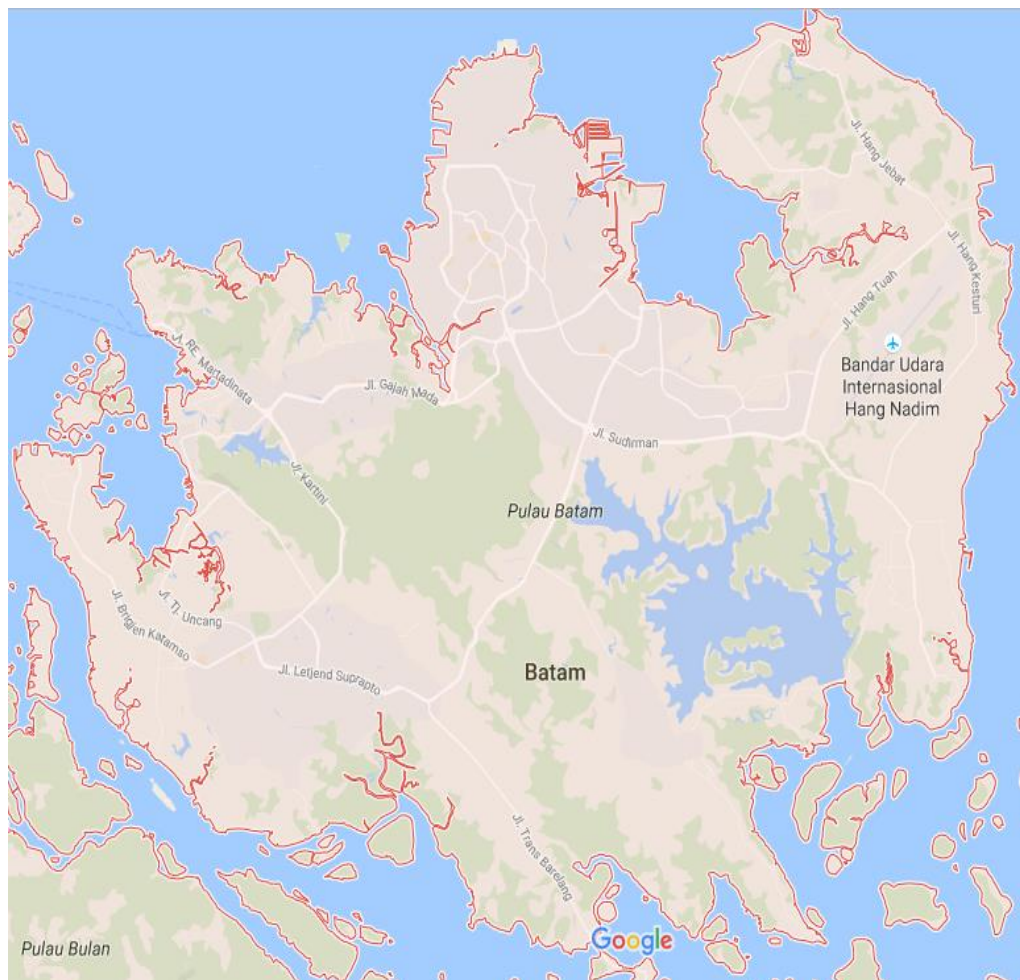 Jl. Hang Jebat
Jl. Hang Kesturi
Jl. Hang Tuah
Bandar Udara
Internasional
Hang Nadim
Jl. RE. Martadinata
Jl. Gajah Mada
Jl. Sudirman
Jl. Kartini
Pulau Batam
Jl. Tj. Uncang
Jl. Brigjen Katamso
Jl. Letjend Suprapto
Batam
Jl. Trans Barelang
Google
Pulau Bulan